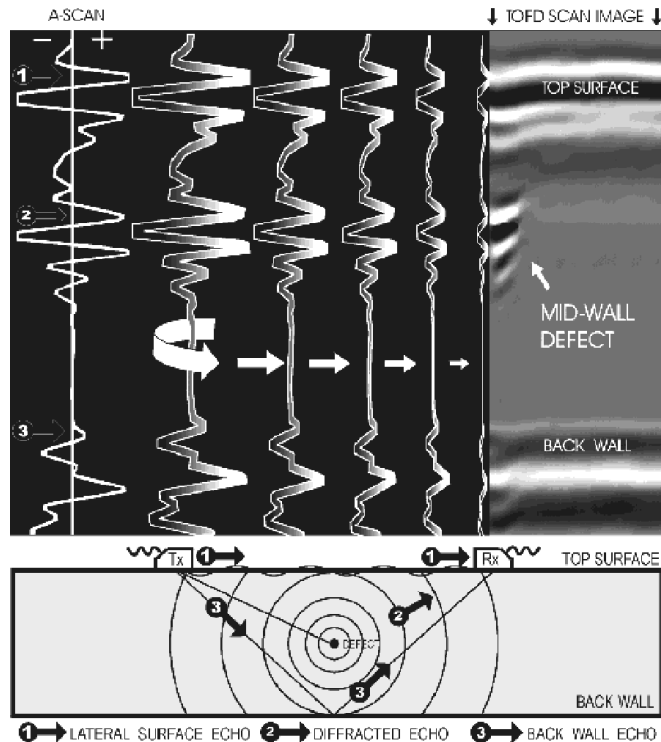 A-SCAN
↓ TOFD SCAN IMAGE ↓
− +
1
TOP SURFACE
2
MID-WALL
DEFECT
3
BACK WALL
Tx 1 1 Rx TOP SURFACE
3 2
DEFECT
3
BACK WALL
1 LATERAL SURFACE ECHO 2 DIFFRACTED ECHO 3 BACK WALL ECHO